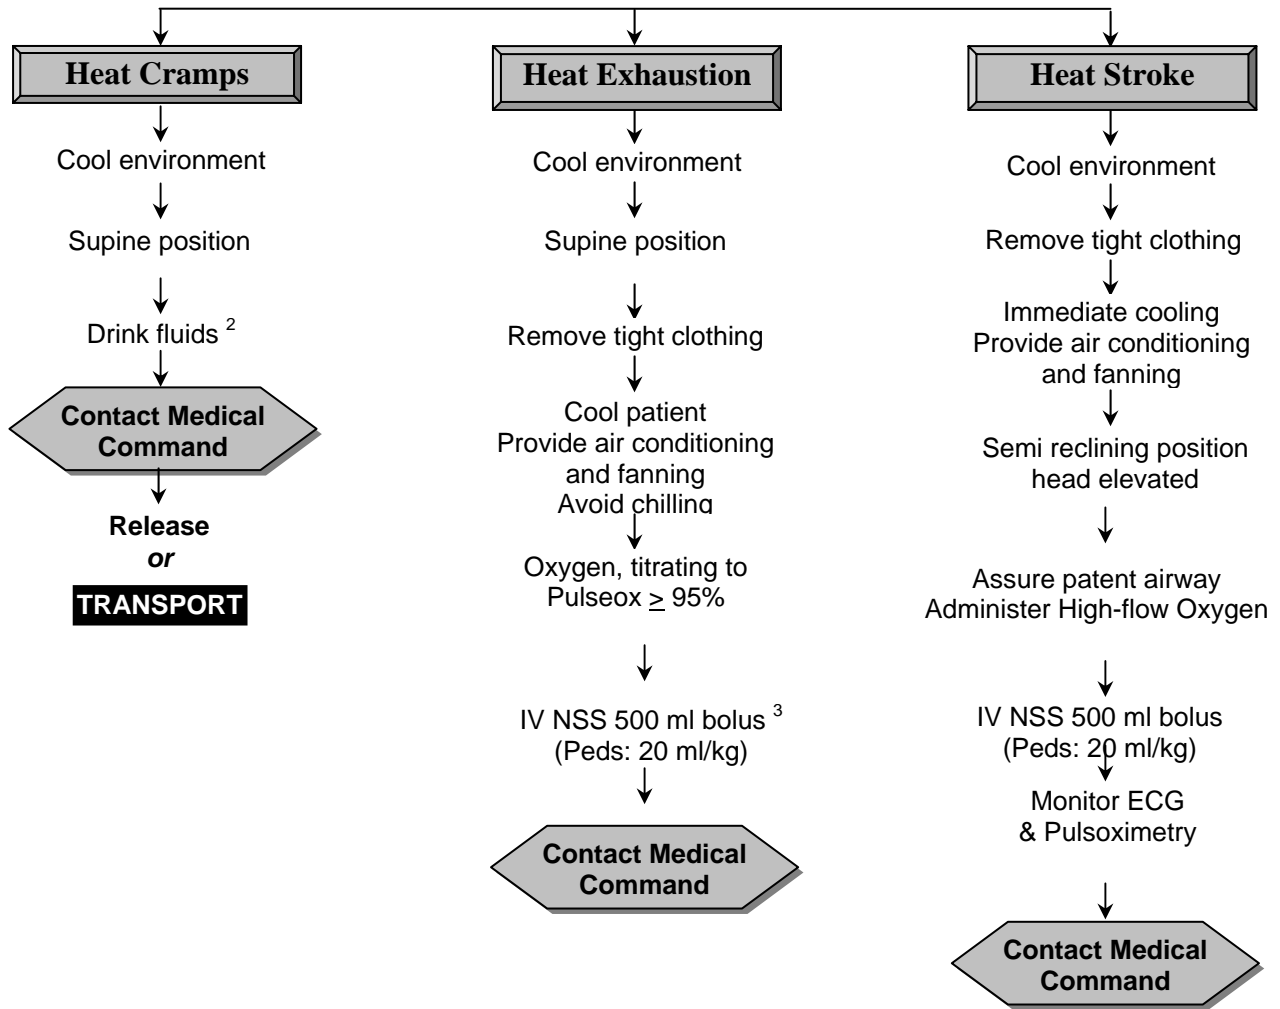 Heat Cramps
Cool environment
Supine position
Drink fluids 2
Contact Medical
Command
Release
or
TRANSPORT
Heat Exhaustion
Cool environment
Supine position
Remove tight clothing
Cool patient
Provide air conditioning
and fanning
Avoid chilling
Oxygen, titrating to
Pulseox ≥ 95%
IV NSS 500 ml bolus 3
(Peds: 20 ml/kg)
Contact Medical
Command
Heat Stroke
Cool environment
Remove tight clothing
Immediate cooling
Provide air conditioning
and fanning
Semi reclining position
head elevated
Assure patent airway
Administer High-flow Oxygen
IV NSS 500 ml bolus
(Peds: 20 ml/kg)
Monitor ECG
& Pulsoximetry
Contact Medical
Command